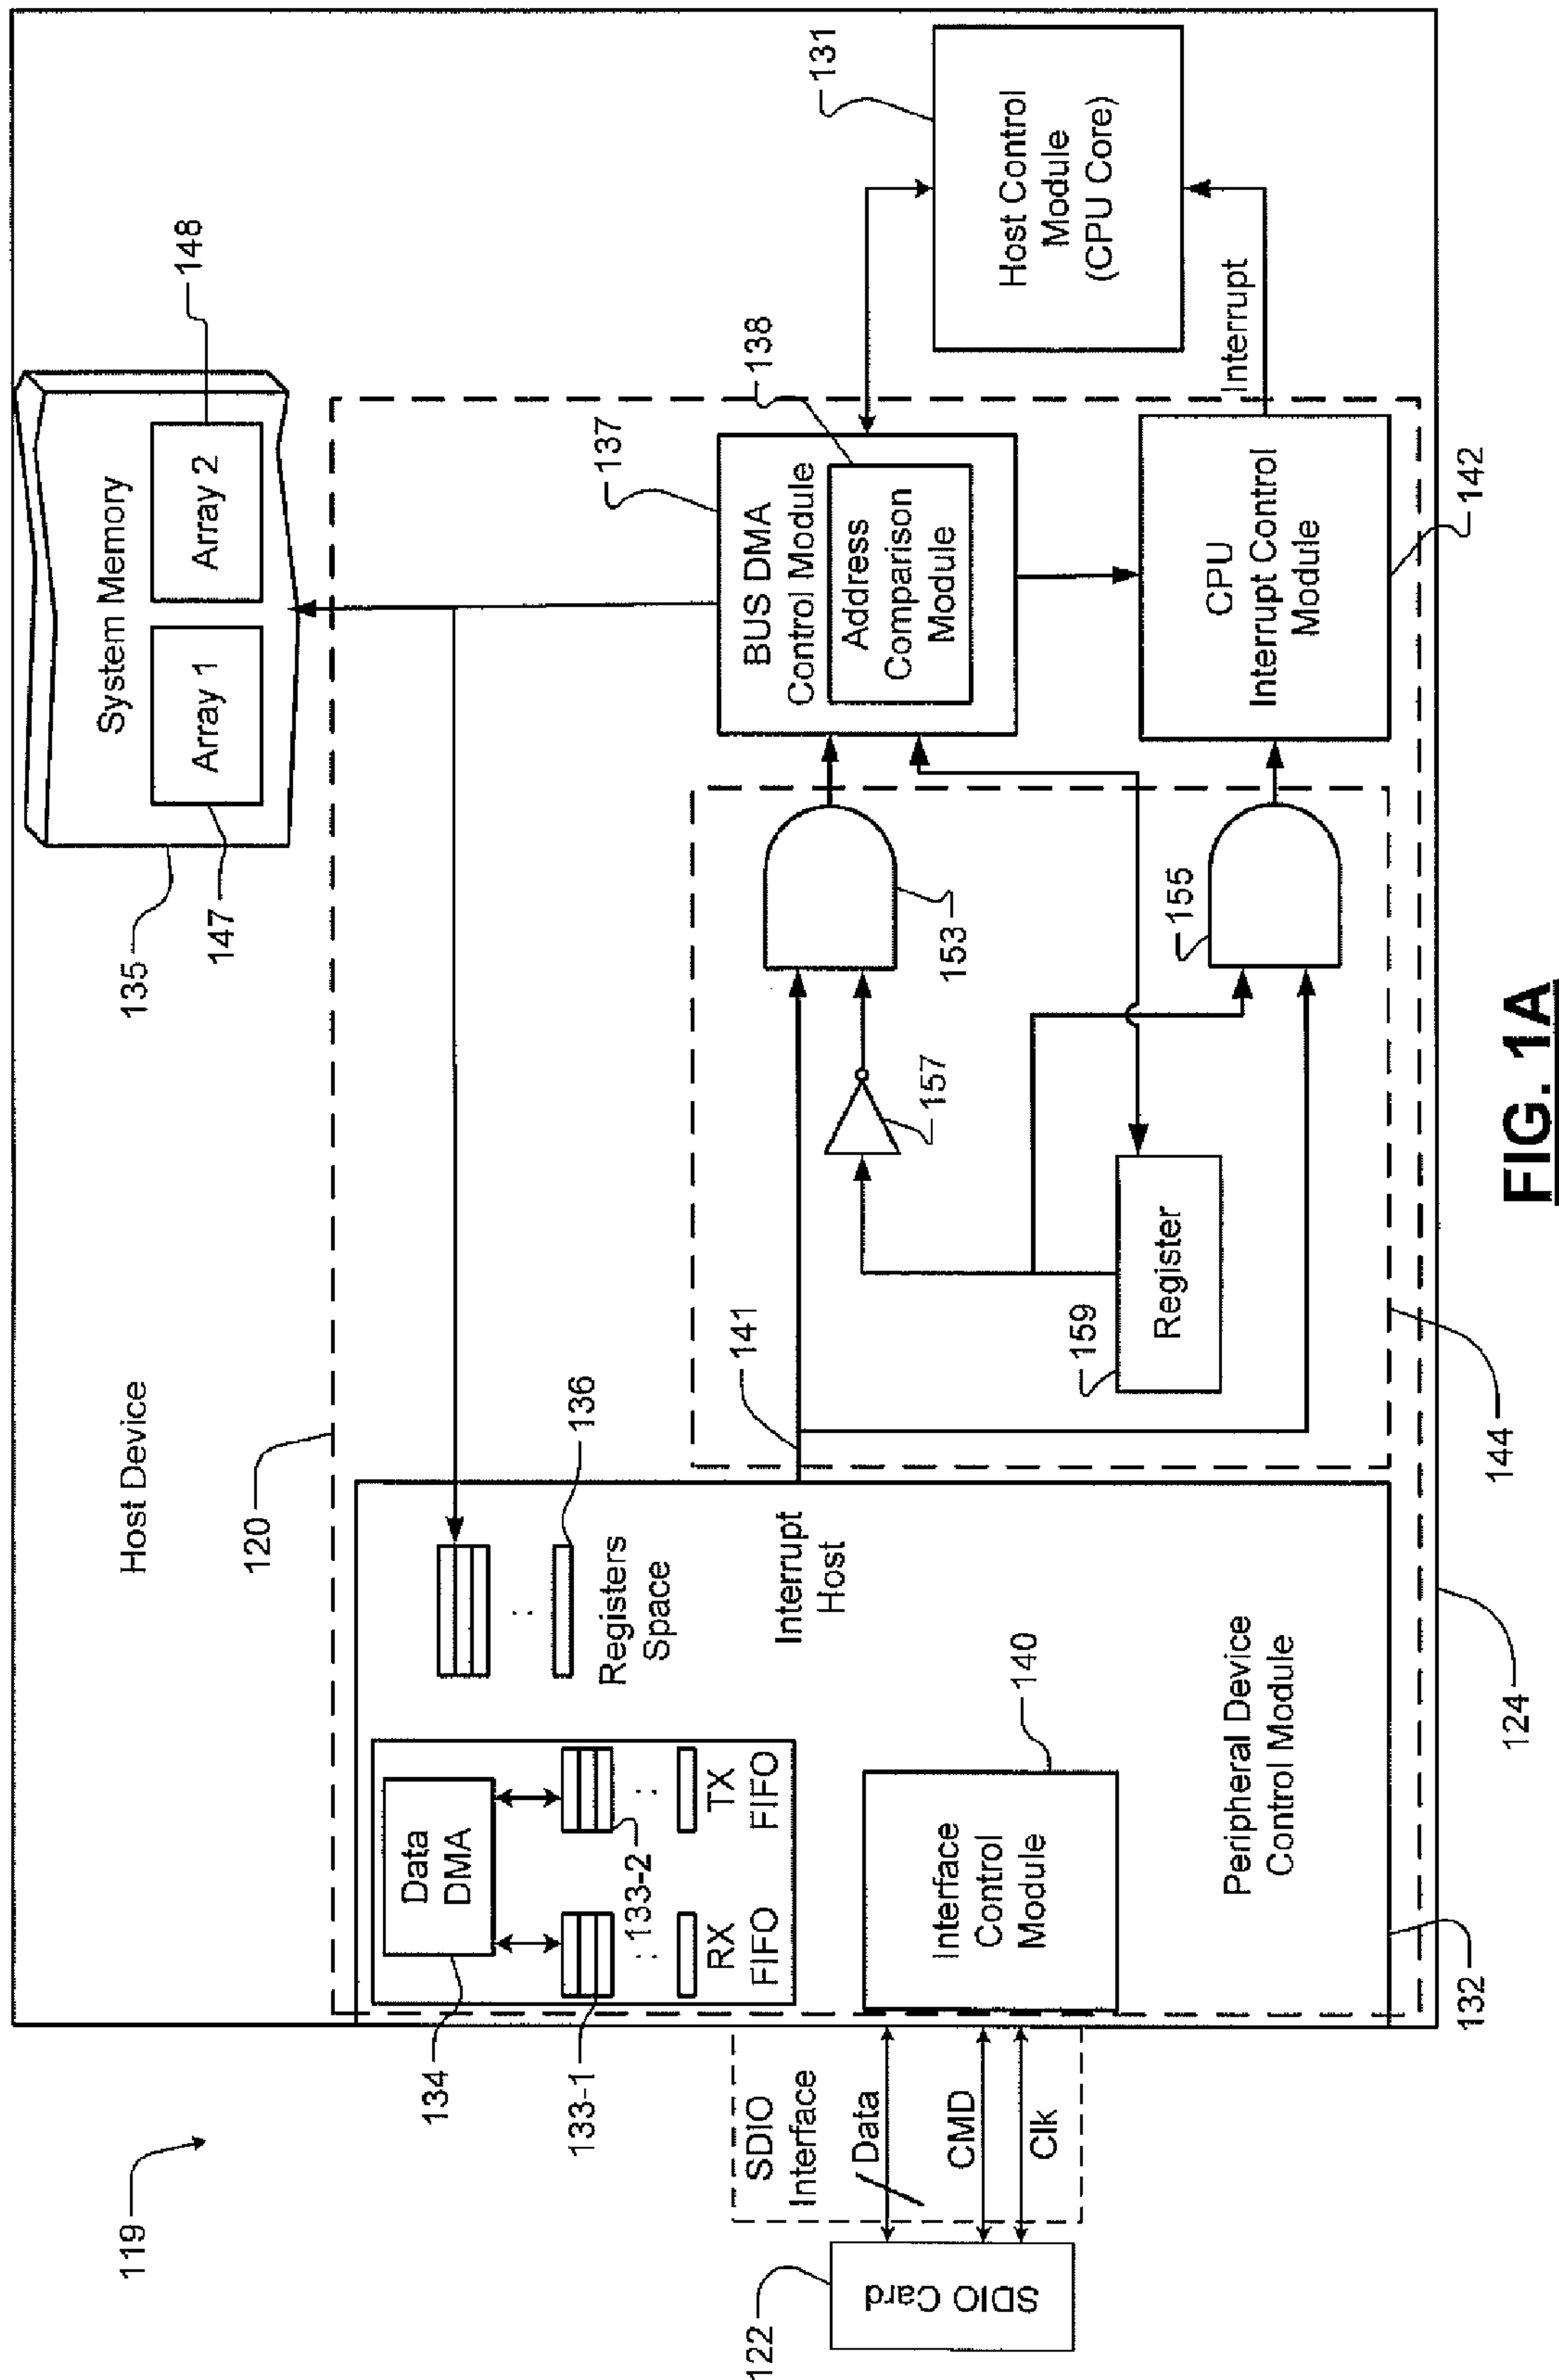 119
Host Device
120
135
147
148
System Memory
Array 1
Array 2
134
133-1
Data
DMA
133-2
:
:
RX
FIFO
TX
FIFO
:
Registers
Space
136
Interrupt
Host
141
BUS DMA
Control Module
137
Address
Comparison
Module
138
131
Host Control
Module
(CPU Core)
Interrupt
153
157
155
159
Register
CPU
Interrupt Control
Module
142
Interface
Control
Module
140
Peripheral Device
Control Module
SDIO
Interface
Data
CMD
Clk
122
SDIO Card
132
124
144
FIG. 1A